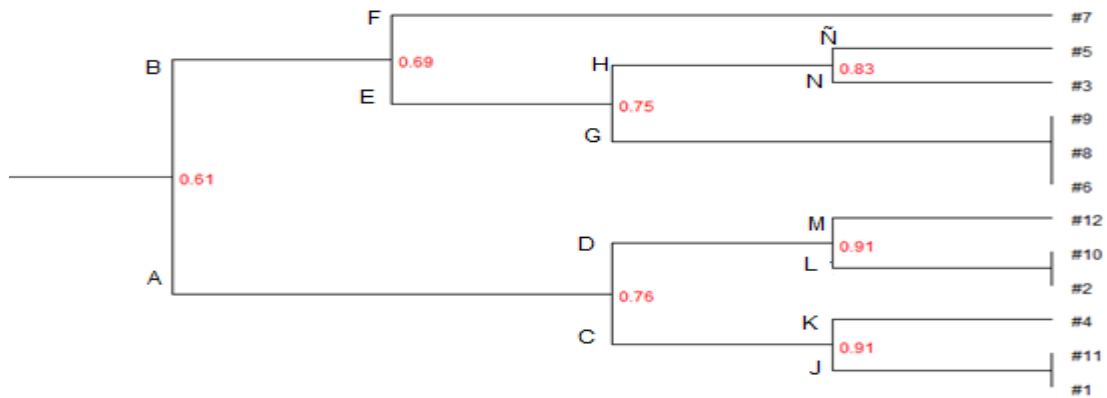 F #7
Ñ #5
B 0.69 H 0.83
E N #3
0.75 #9
G #8
0.61 #6
M #12
D 0.91 #10
L
A 0.76 #2
K #4
C 0.91 #11
J #1